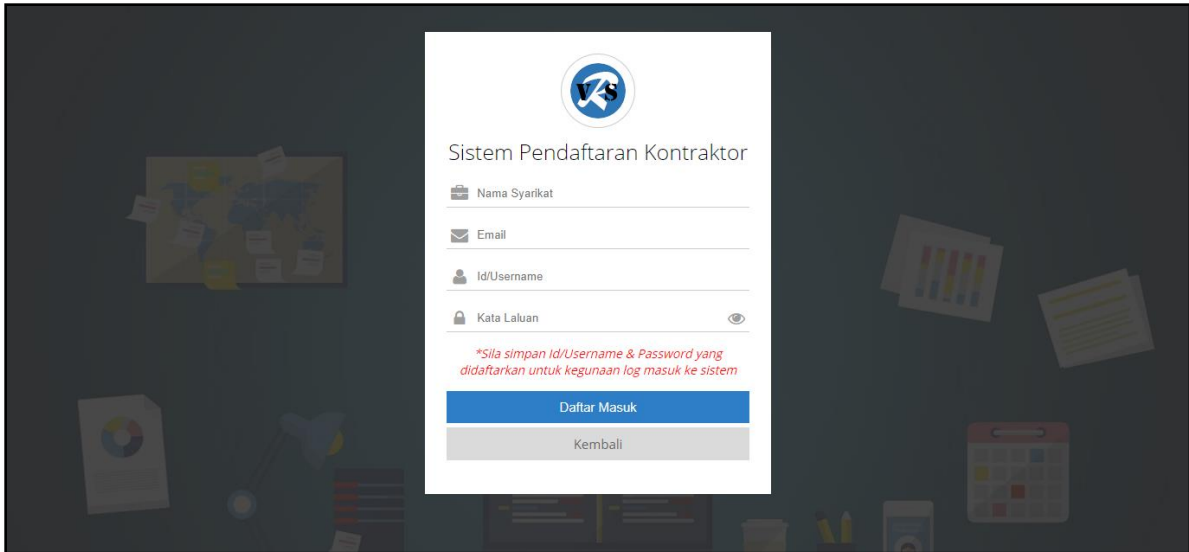 VRS
Sistem Pendaftaran Kontraktor
Nama Syarikat
Email
Id/Username
Kata Laluan
*Sila simpan Id/Username & Password yang
didaftarkan untuk kegunaan log masuk ke sistem
Daftar Masuk
Kembali